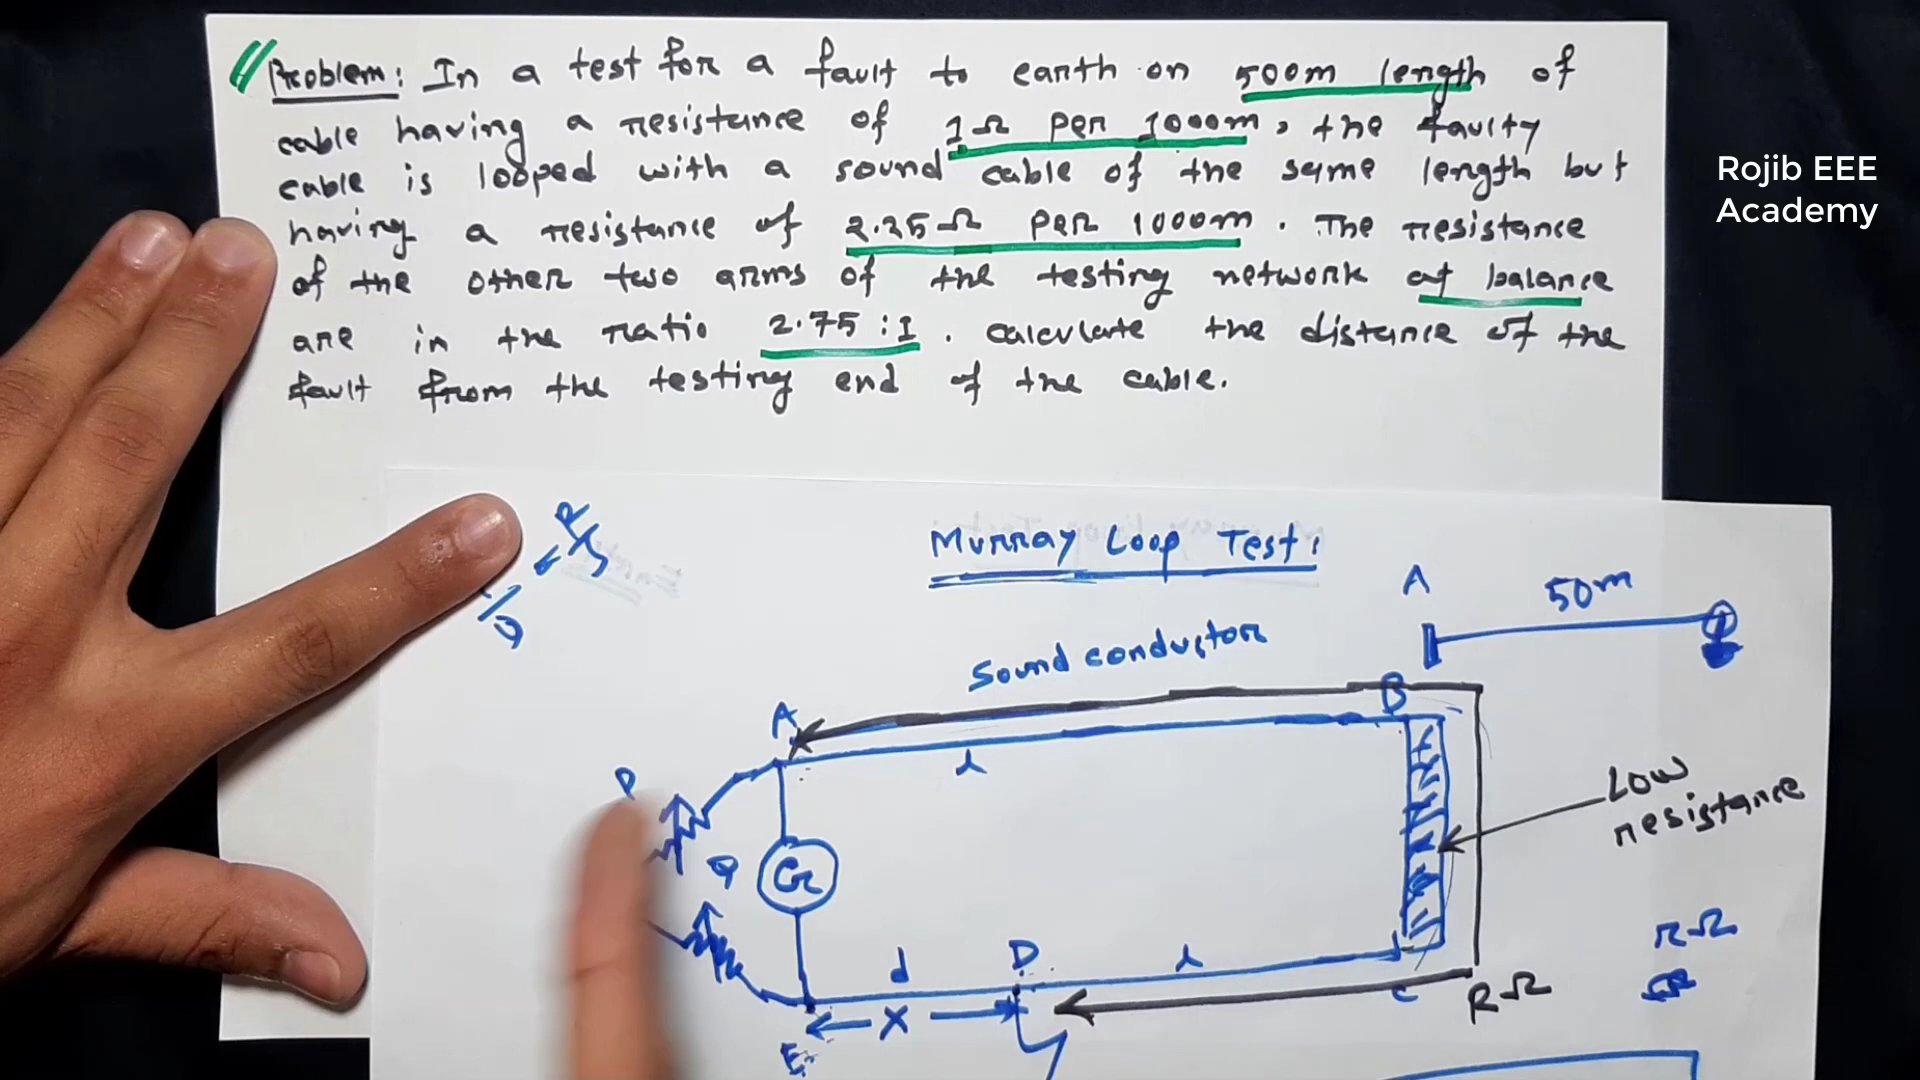 Problem: In a test for a fault to earth on 500m length of
cable having a resistance of 1Ω per 1000m, the faulty
cable is looped with a sound cable of the same length but
having a resistance of 2.25Ω per 1000m. The resistance
of the other two arms of the testing network at balance
are in the ratio 2.75:1. calculate the distance of the
fault from the testing end of the cable.
Rojib EEE
Academy
Murray Loop Test:
A
50m
Sound conductor
A
B
P
Q
G
Low
resistance
d
D
C
RΩ
X
E